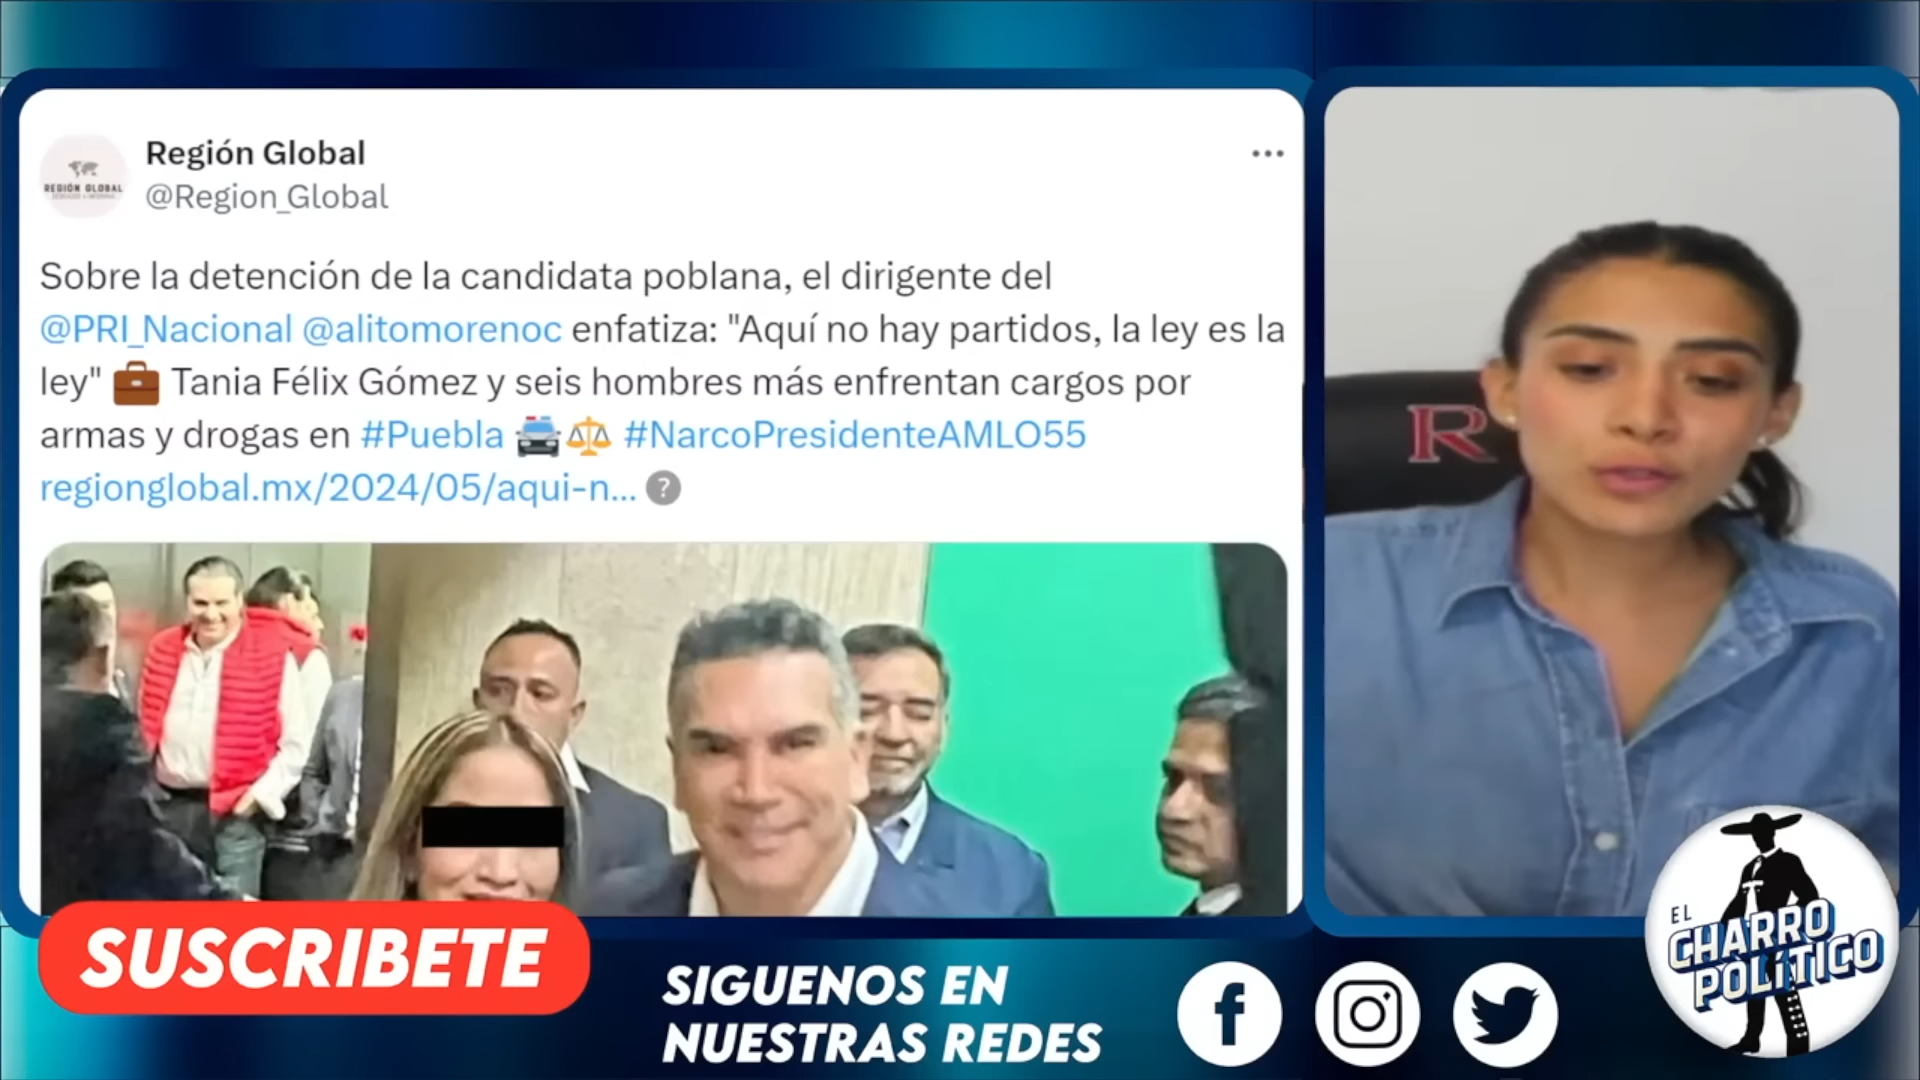 Región Global
@Region_Global
REGIÓN GLOBAL
Sobre la detención de la candidata poblana, el dirigente del
@PRI_Nacional @alitomorenoc enfatiza: "Aquí no hay partidos, la ley es la
ley" 💼 Tania Félix Gómez y seis hombres más enfrentan cargos por
armas y drogas en #Puebla 🚔⚖️ #NarcoPresidenteAMLO55
regionglobal.mx/2024/05/aqui-n... ?
R
SUSCRIBETE
SIGUENOS EN
NUESTRAS REDES
EL
CHARRO
POLÍTICO